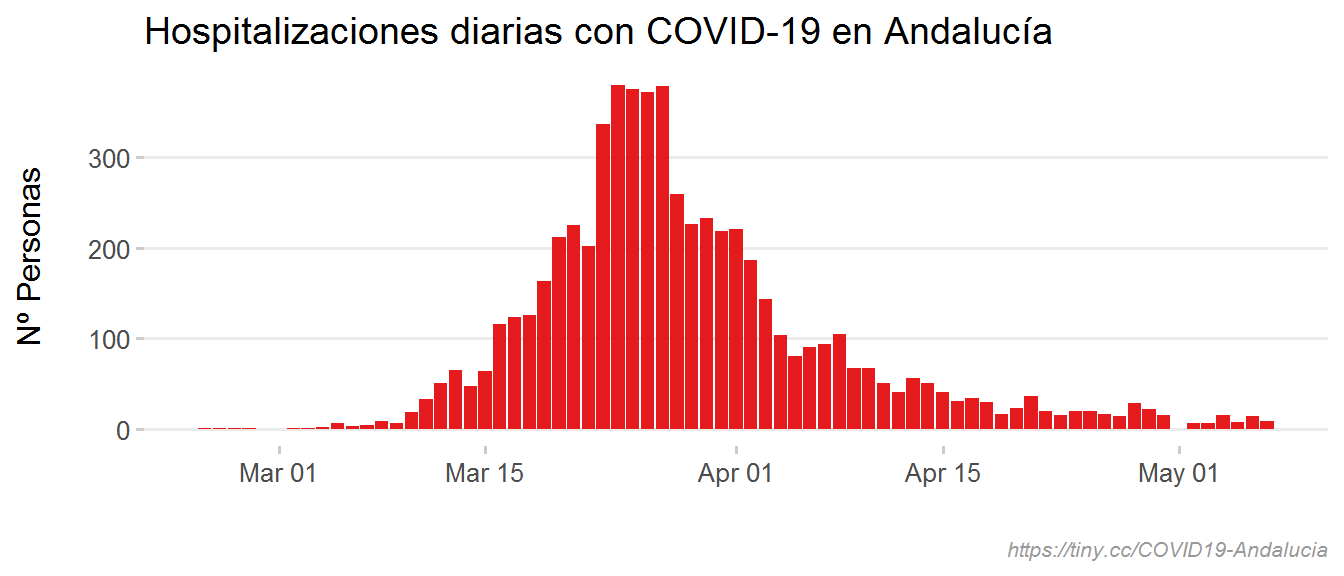 Hospitalizaciones diarias con COVID-19 en Andalucía
Nº Personas
300
200
100
0
Mar 01 Mar 15 Apr 01 Apr 15 May 01
https://tiny.cc/COVID19-Andalucia